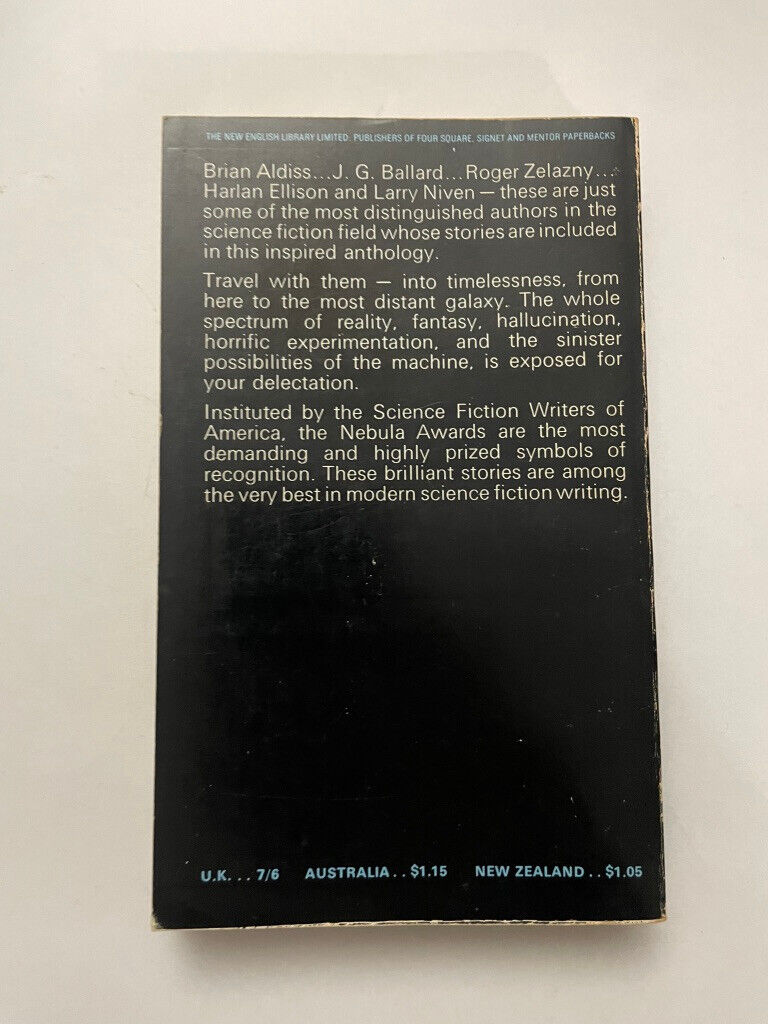 THE NEW ENGLISH LIBRARY LIMITED. PUBLISHERS OF FOUR SQUARE, SIGNET AND MENTOR PAPERBACKS
Brian Aldiss...J. G. Ballard...Roger Zelazny...
Harlan Ellison and Larry Niven — these are just
some of the most distinguished authors in the
science fiction field whose stories are included
in this inspired anthology.
Travel with them — into timelessness, from
here to the most distant galaxy. The whole
spectrum of reality, fantasy, hallucination,
horrific experimentation, and the sinister
possibilities of the machine, is exposed for
your delectation.
Instituted by the Science Fiction Writers of
America, the Nebula Awards are the most
demanding and highly prized symbols of
recognition. These brilliant stories are among
the very best in modern science fiction writing.
U.K. . . 7/6 AUSTRALIA . . $1.15 NEW ZEALAND . . $1.05